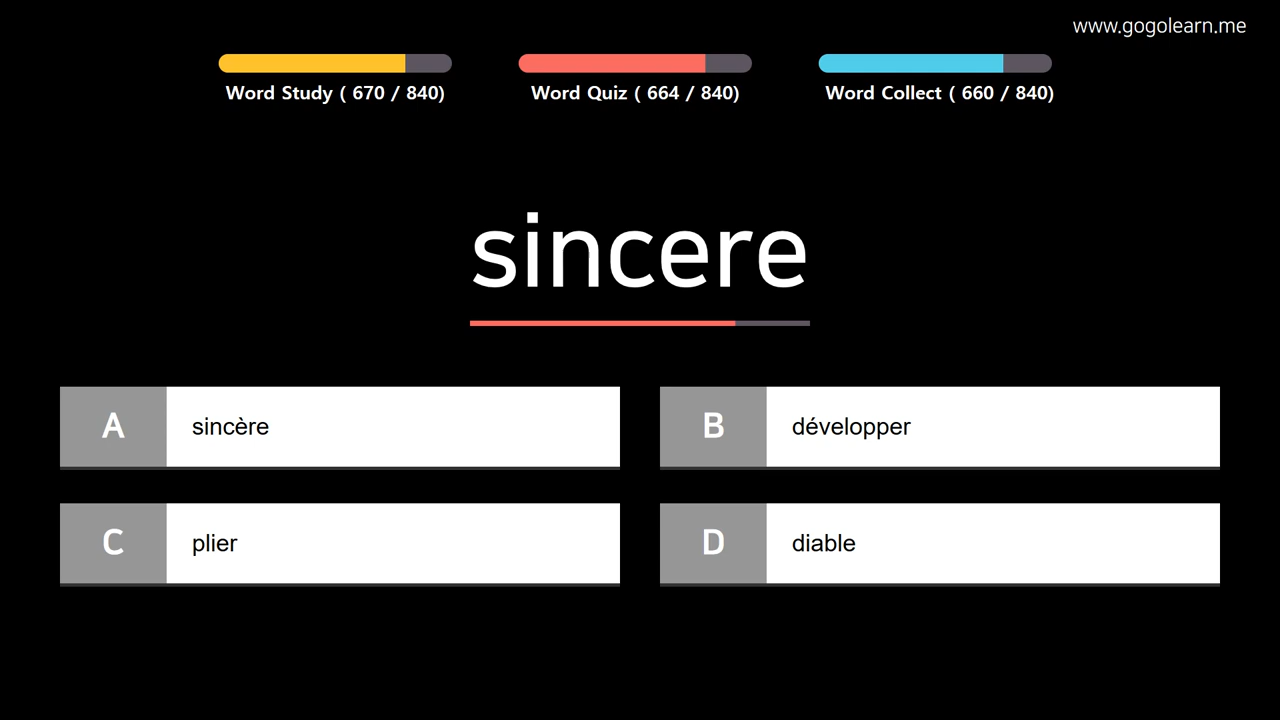 www.gogolearn.me
Word Study ( 670 / 840)
Word Quiz ( 664 / 840)
Word Collect ( 660 / 840)
sincere
A sincère
B développer
C plier
D diable